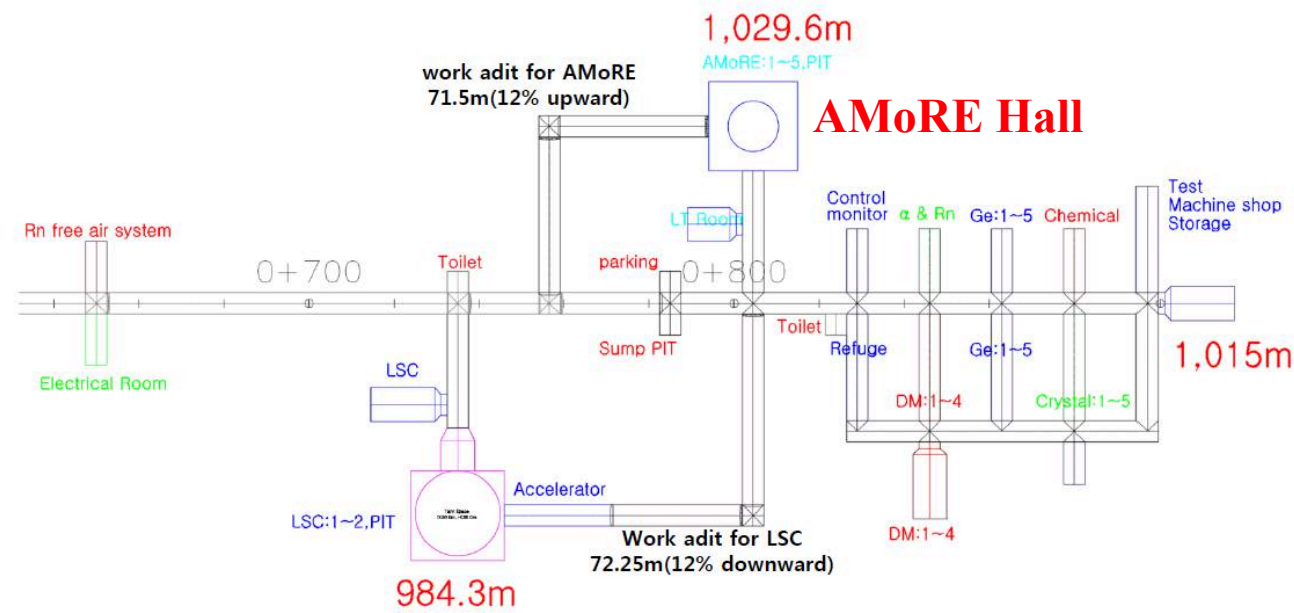 1,029.6m
AMoRE:1~5,PIT
work adit for AMoRE
71.5m(12% upward)
AMoRE Hall
Control
monitor
α & Rn
Ge:1~5
Chemical
Test
Machine shop
Storage
LT Room
Rn free air system
0+700
Toilet
parking
0+800
Toilet
Sump PIT
Refuge
Ge:1~5
1,015m
Electrical Room
LSC
DM:1~4
Crystal:1~5
Accelerator
LSC:1~2,PIT
Work adit for LSC
72.25m(12% downward)
DM:1~4
984.3m